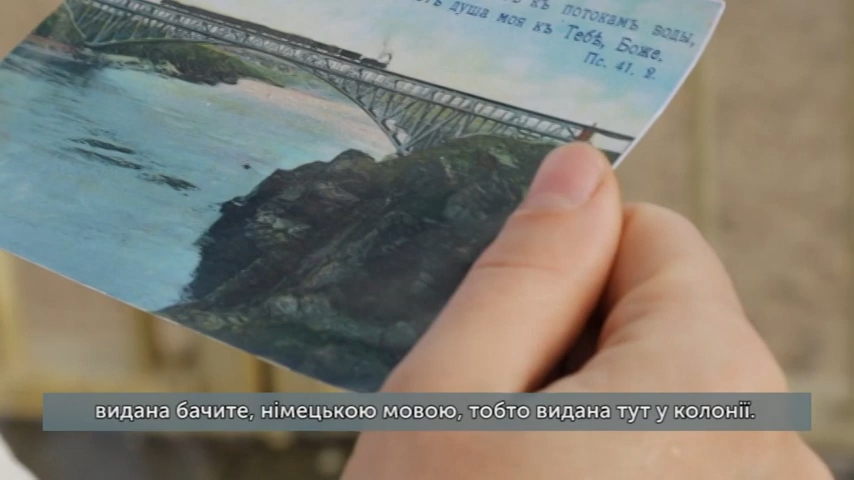 къ потокамъ воды,
душа моя къ Тебѣ, Боже.
Пс. 41, 2.
видана бачите, німецькою мовою, тобто видана тут у колонії.